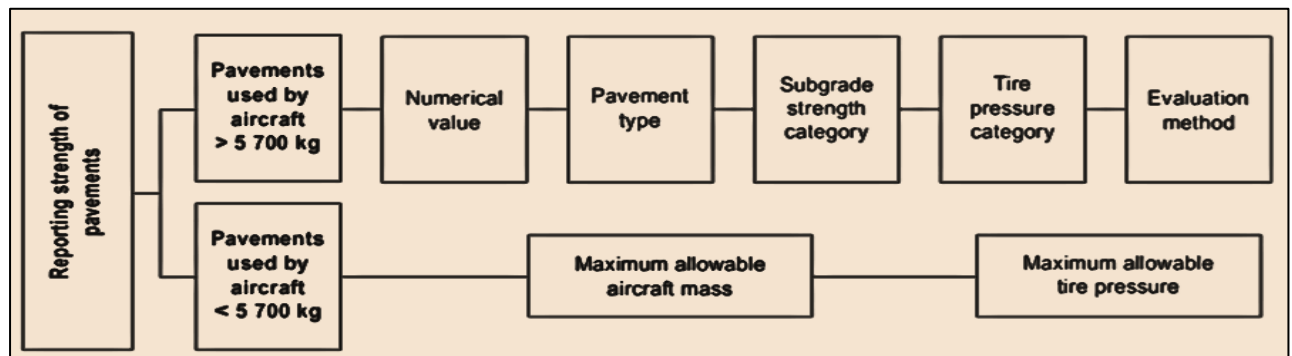 Reporting strength of
pavements
Pavements
used by
aircraft
> 5 700 kg
Numerical
value
Pavement
type
Subgrade
strength
category
Tire
pressure
category
Evaluation
method
Pavements
used by
aircraft
< 5 700 kg
Maximum allowable
aircraft mass
Maximum allowable
tire pressure